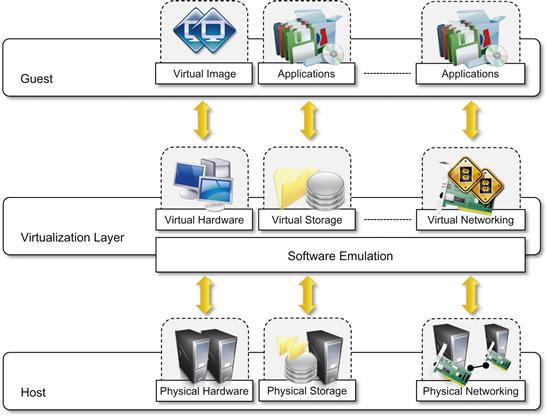 Virtual Image
Applications
Applications
Guest
Virtual Hardware
Virtual Storage
Virtual Networking
Virtualization Layer
Software Emulation
Physical Hardware
Physical Storage
Physical Networking
Host